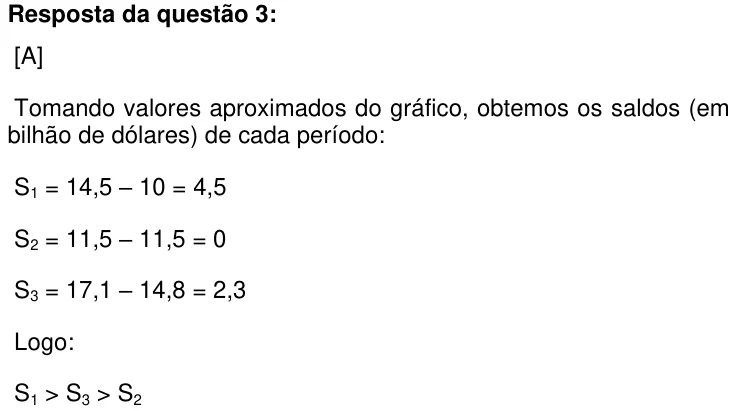 Resposta da questão 3:
[A]
Tomando valores aproximados do gráfico, obtemos os saldos (em
bilhão de dólares) de cada período:
S₁ = 14,5 – 10 = 4,5
S₂ = 11,5 – 11,5 = 0
S₃ = 17,1 – 14,8 = 2,3
Logo:
S₁ > S₃ > S₂